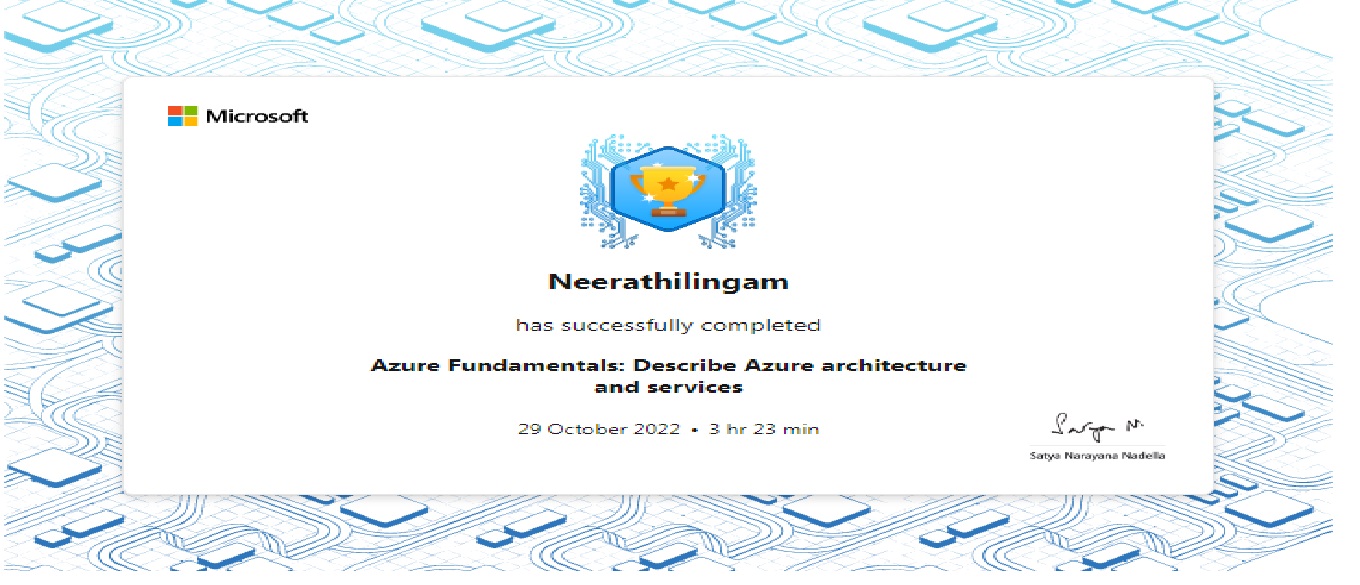 Microsoft
Neerathilingam
has successfully completed
Azure Fundamentals: Describe Azure architecture
and services
29 October 2022 • 3 hr 23 min
Satya N.
Satya Narayana Nadella